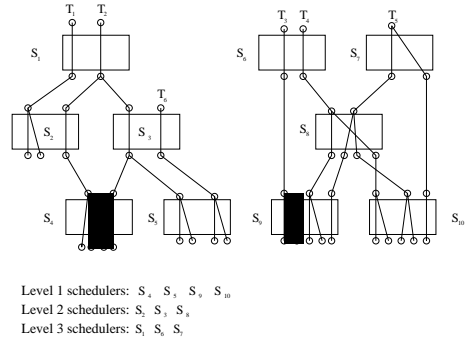 T1 T2 T3 T4 T5
S1 S6 S7
T6
S2 S3 S8
S4 S5 S9 S10
Level 1 schedulers: S4 S5 S9 S10
Level 2 schedulers: S2 S3 S8
Level 3 schedulers: S1 S6 S7